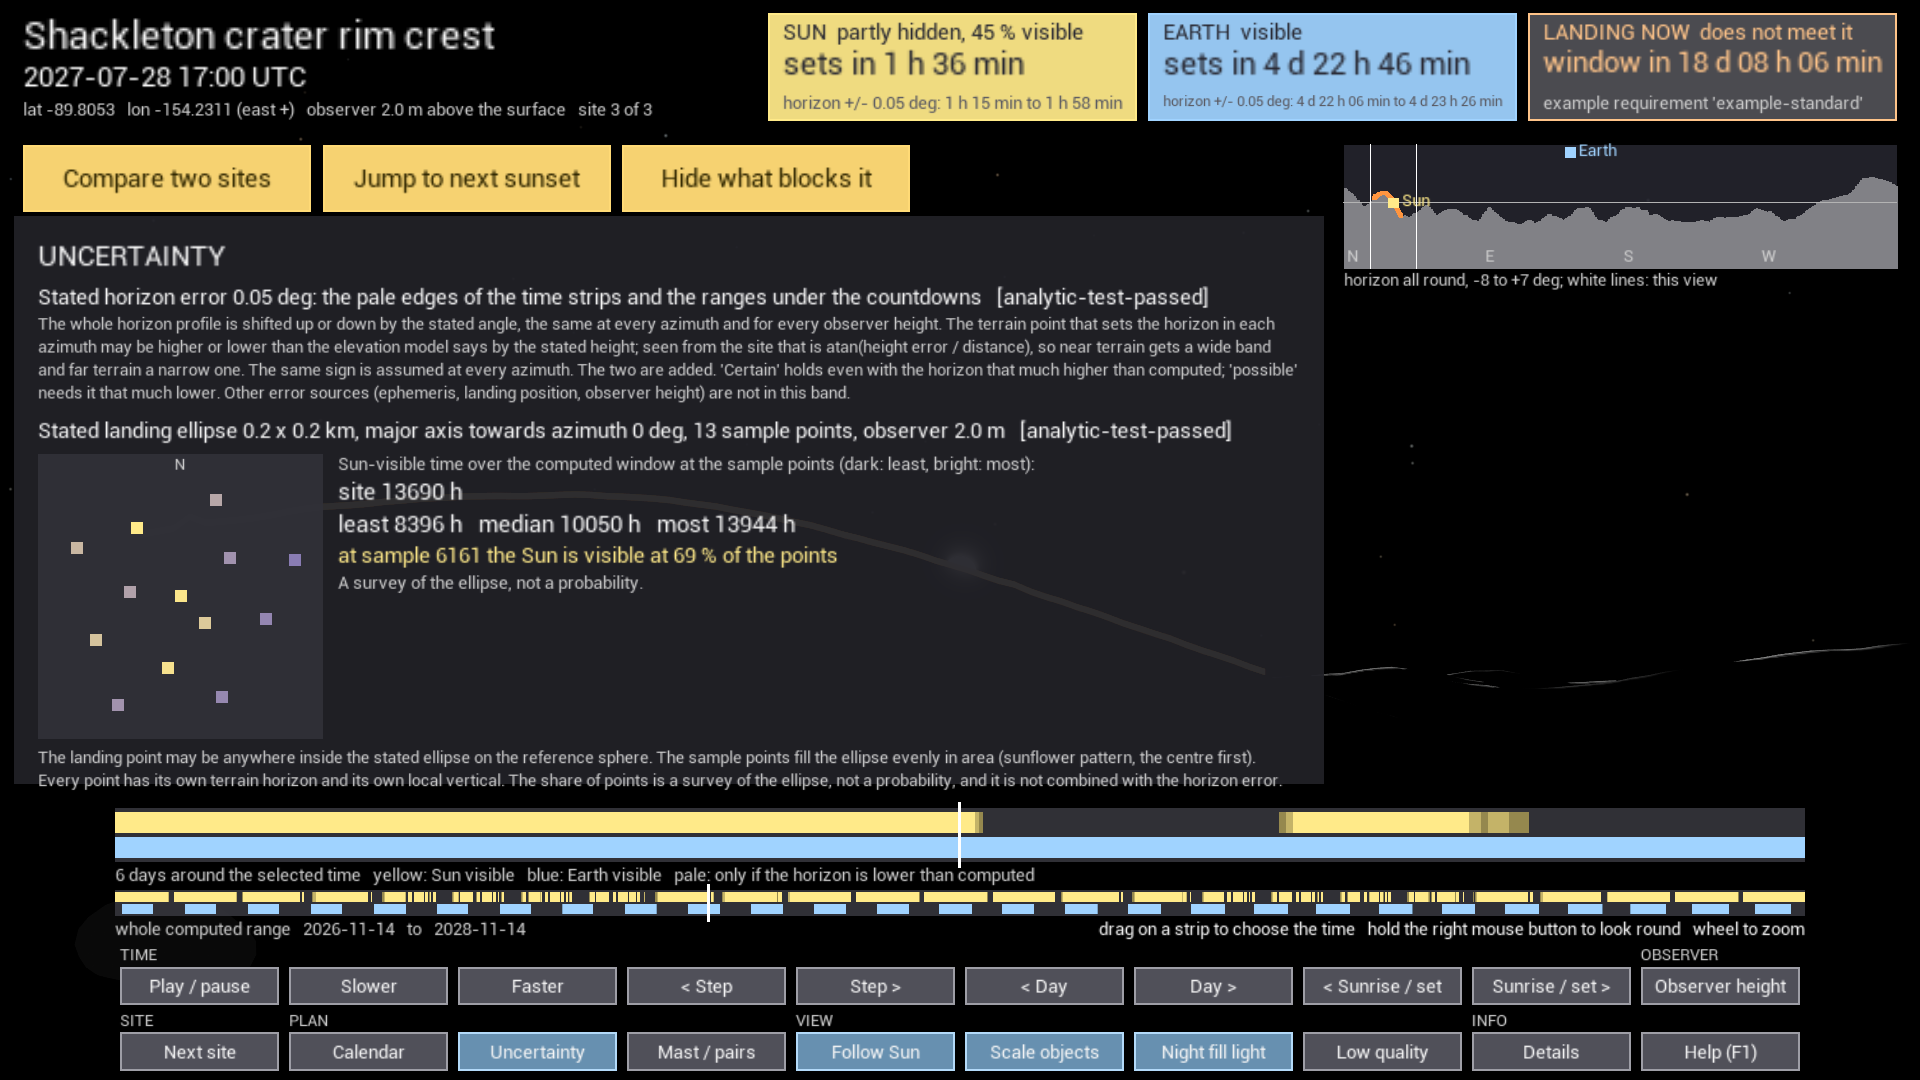 Shackleton crater rim crest
2027-07-28 17:00 UTC
lat -89.8053 lon -154.2311 (east +) observer 2.0 m above the surface site 3 of 3
SUN partly hidden, 45 % visible
sets in 1 h 36 min
horizon +/- 0.05 deg: 1 h 15 min to 1 h 58 min
EARTH visible
sets in 4 d 22 h 46 min
horizon +/- 0.05 deg: 4 d 22 h 06 min to 4 d 23 h 26 min
LANDING NOW does not meet it
window in 18 d 08 h 06 min
example requirement 'example-standard'
Compare two sites
Jump to next sunset
Hide what blocks it
Earth
Sun
N E S W
horizon all round, -8 to +7 deg; white lines: this view
UNCERTAINTY
Stated horizon error 0.05 deg: the pale edges of the time strips and the ranges under the countdowns [analytic-test-passed]
The whole horizon profile is shifted up or down by the stated angle, the same at every azimuth and for every observer height. The terrain point that sets the horizon in each
azimuth may be higher or lower than the elevation model says by the stated height; seen from the site that is atan(height error / distance), so near terrain gets a wide band
and far terrain a narrow one. The same sign is assumed at every azimuth. The two are added. 'Certain' holds even with the horizon that much higher than computed; 'possible'
needs it that much lower. Other error sources (ephemeris, landing position, observer height) are not in this band.
Stated landing ellipse 0.2 x 0.2 km, major axis towards azimuth 0 deg, 13 sample points, observer 2.0 m [analytic-test-passed]
N
Sun-visible time over the computed window at the sample points (dark: least, bright: most):
site 13690 h
least 8396 h median 10050 h most 13944 h
at sample 6161 the Sun is visible at 69 % of the points
A survey of the ellipse, not a probability.
The landing point may be anywhere inside the stated ellipse on the reference sphere. The sample points fill the ellipse evenly in area (sunflower pattern, the centre first).
Every point has its own terrain horizon and its own local vertical. The share of points is a survey of the ellipse, not a probability, and it is not combined with the horizon error.
6 days around the selected time yellow: Sun visible blue: Earth visible pale: only if the horizon is lower than computed
whole computed range 2026-11-14 to 2028-11-14
drag on a strip to choose the time hold the right mouse button to look round wheel to zoom
TIME
OBSERVER
Play / pause
Slower
Faster
< Step
Step >
< Day
Day >
< Sunrise / set
Sunrise / set >
Observer height
SITE
PLAN
VIEW
INFO
Next site
Calendar
Uncertainty
Mast / pairs
Follow Sun
Scale objects
Night fill light
Low quality
Details
Help (F1)